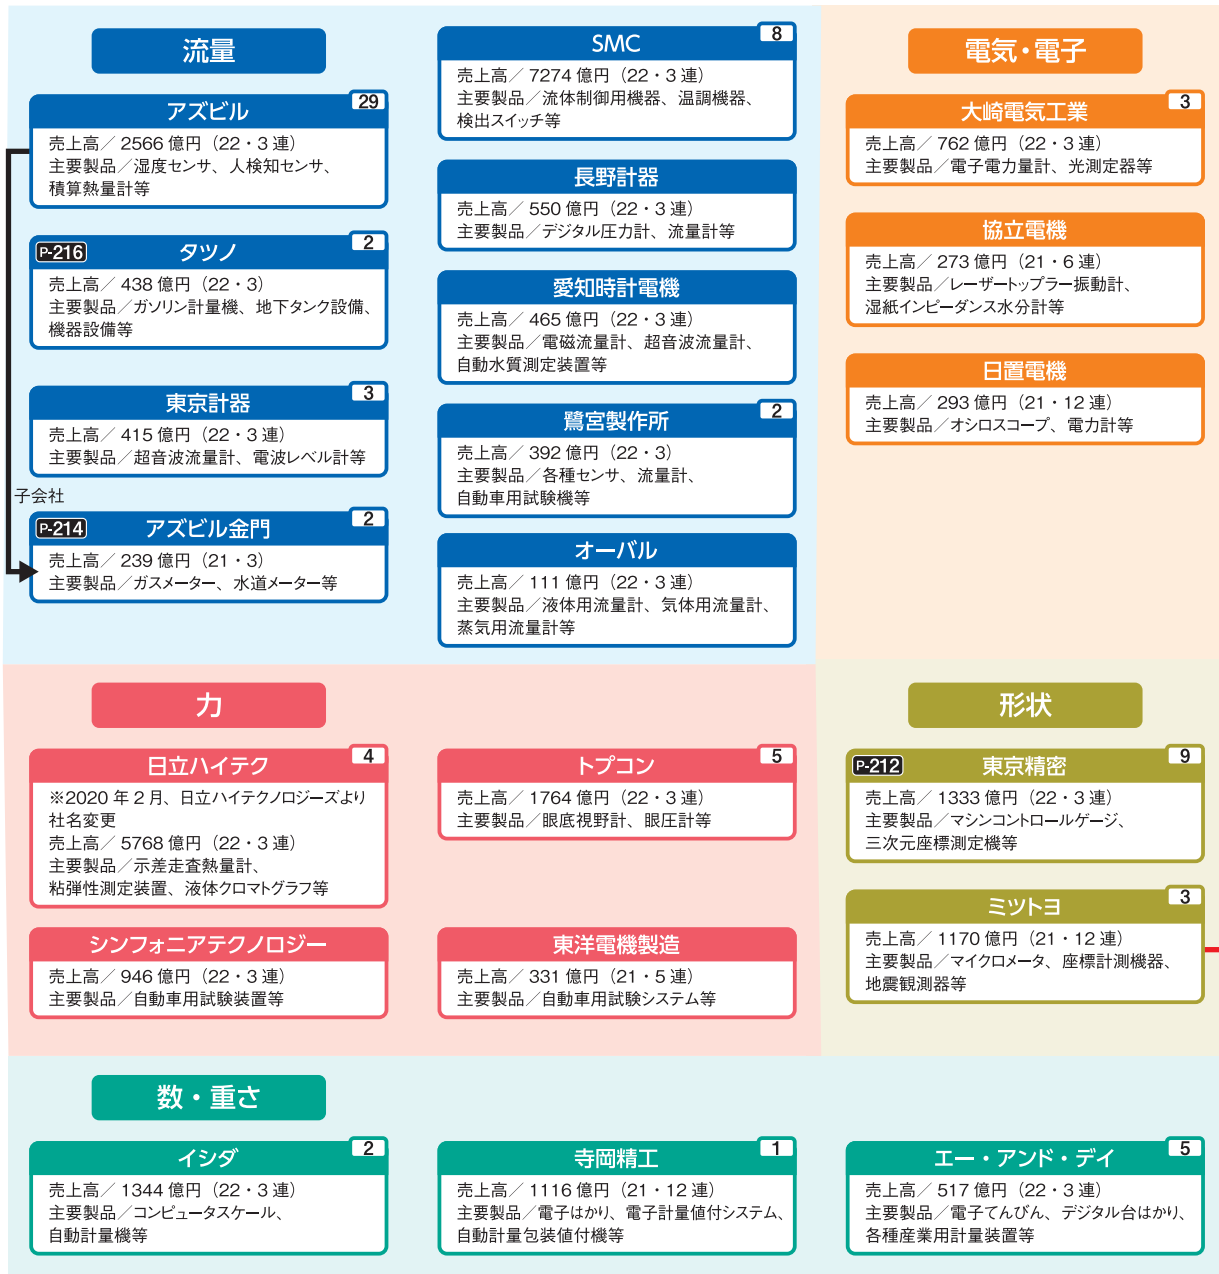 流量
アズビル
29
売上高／2566億円（22・3連）
主要製品／湿度センサ、人検知センサ、
積算熱量計等
P-216
タツノ
2
売上高／438億円（22・3）
主要製品／ガソリン計量機、地下タンク設備、
機器設備等
東京計器
3
売上高／415億円（22・3連）
主要製品／超音波流量計、電波レベル計等
子会社
P-214
アズビル金門
2
売上高／239億円（21・3）
主要製品／ガスメーター、水道メーター等
SMC
8
売上高／7274億円（22・3連）
主要製品／流体制御用機器、温調機器、
検出スイッチ等
長野計器
売上高／550億円（22・3連）
主要製品／デジタル圧力計、流量計等
愛知時計電機
売上高／465億円（22・3連）
主要製品／電磁流量計、超音波流量計、
自動水質測定装置等
鷺宮製作所
2
売上高／392億円（22・3）
主要製品／各種センサ、流量計、
自動車用試験機等
オーバル
売上高／111億円（22・3連）
主要製品／液体用流量計、気体用流量計、
蒸気用流量計等
電気・電子
大崎電気工業
3
売上高／762億円（22・3連）
主要製品／電子電力量計、光測定器等
協立電機
売上高／273億円（21・6連）
主要製品／レーザートップラー振動計、
湿紙インピーダンス水分計等
日置電機
売上高／293億円（21・12連）
主要製品／オシロスコープ、電力計等
力
日立ハイテク
4
※2020年2月、日立ハイテクノロジーズより
社名変更
売上高／5768億円（22・3連）
主要製品／示差走査熱量計、
粘弾性測定装置、液体クロマトグラフ等
トプコン
5
売上高／1764億円（22・3連）
主要製品／眼底視野計、眼圧計等
シンフォニアテクノロジー
売上高／946億円（22・3連）
主要製品／自動車用試験装置等
東洋電機製造
売上高／331億円（21・5連）
主要製品／自動車用試験システム等
形状
P-212
東京精密
9
売上高／1333億円（22・3連）
主要製品／マシンコントロールゲージ、
三次元座標測定機等
ミツトヨ
3
売上高／1170億円（21・12連）
主要製品／マイクロメータ、座標計測機器、
地震観測器等
数・重さ
イシダ
2
売上高／1344億円（22・3連）
主要製品／コンピュータスケール、
自動計量機等
寺岡精工
1
売上高／1116億円（21・12連）
主要製品／電子はかり、電子計量値付システム、
自動計量包装値付機等
エー・アンド・デイ
5
売上高／517億円（22・3連）
主要製品／電子てんびん、デジタル台はかり、
各種産業用計量装置等